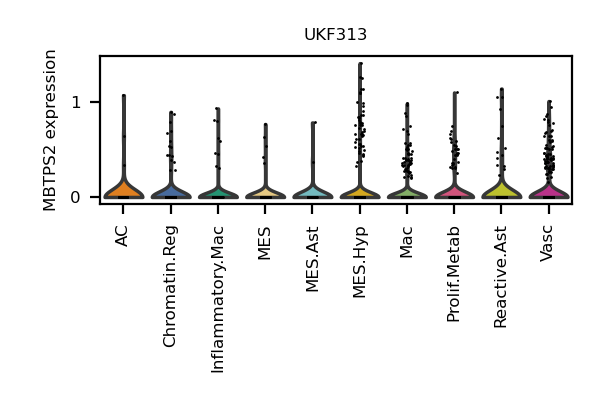 UKF313
MBTPS2 expression
1
0
AC
Chromatin.Reg
Inflammatory.Mac
MES
MES.Ast
MES.Hyp
Mac
Prolif.Metab
Reactive.Ast
Vasc